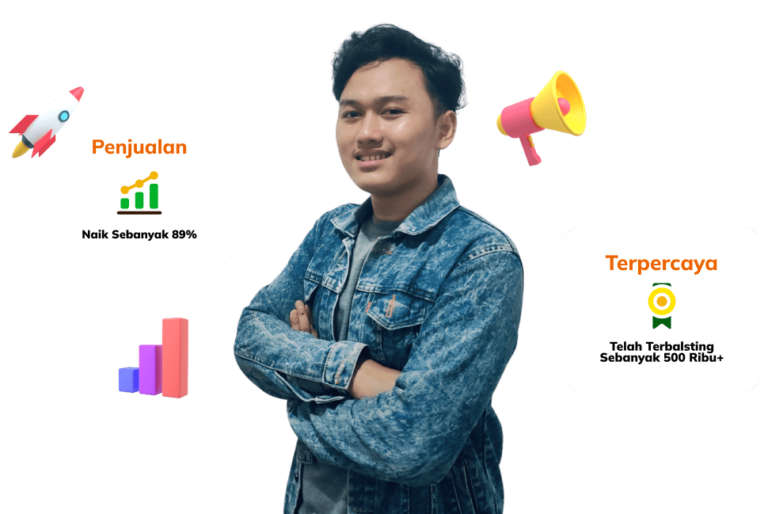 Penjualan
Naik Sebanyak 89%
Terpercaya
Telah Terbalsting
Sebanyak 500 Ribu+